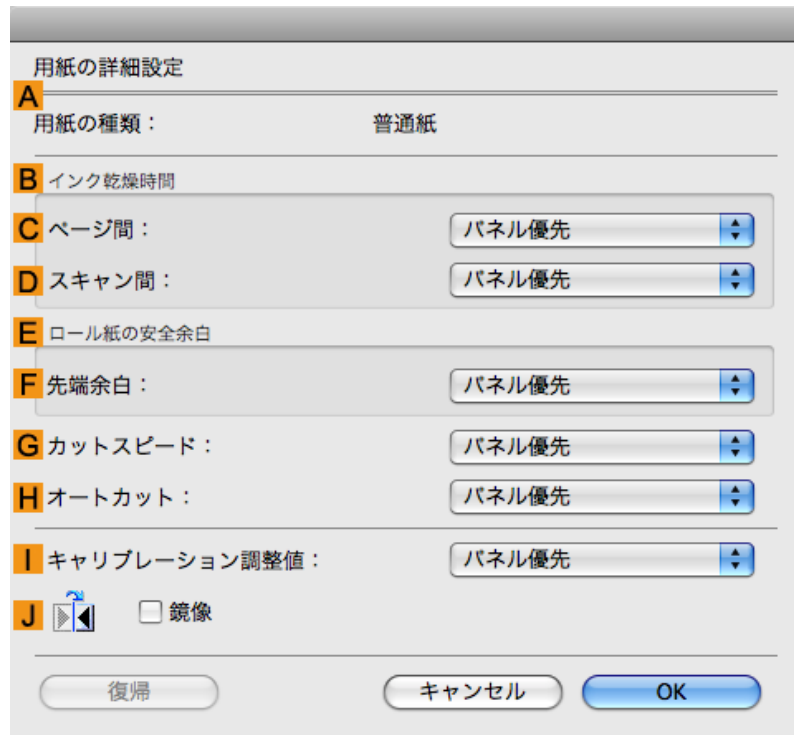 用紙の詳細設定
A
用紙の種類： 普通紙
B インク乾燥時間
C ページ間： パネル優先
D スキャン間： パネル優先
E ロール紙の安全余白
F 先端余白： パネル優先
G カットスピード： パネル優先
H オートカット： パネル優先
I キャリブレーション調整値： パネル優先
J 鏡像
復帰 キャンセル OK